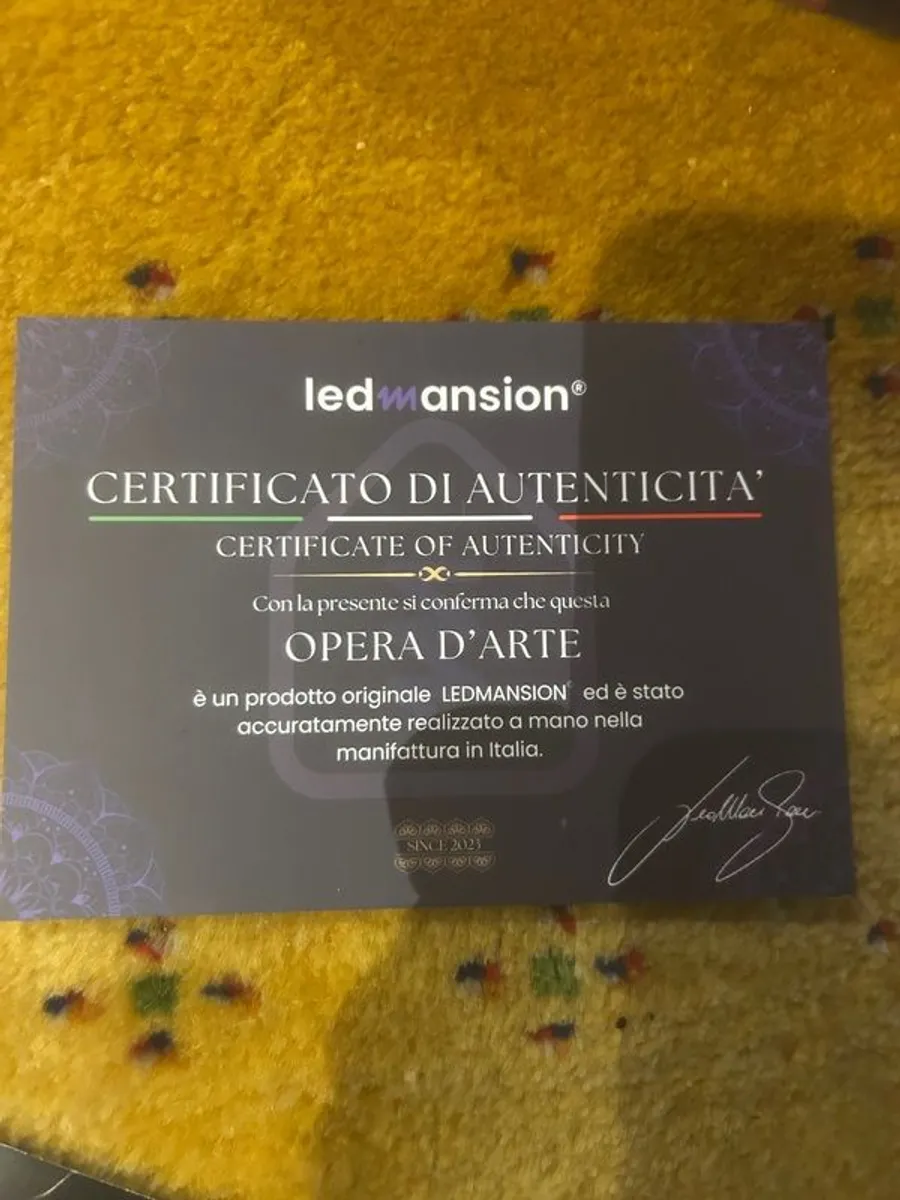 ledmansion®
CERTIFICATO DI AUTENTICITA’
CERTIFICATE OF AUTENTICITY
Con la presente si conferma che questa
OPERA D’ARTE
è un prodotto originale LEDMANSION® ed è stato
accuratamente realizzato a mano nella
manifattura in Italia.
SINCE 2023